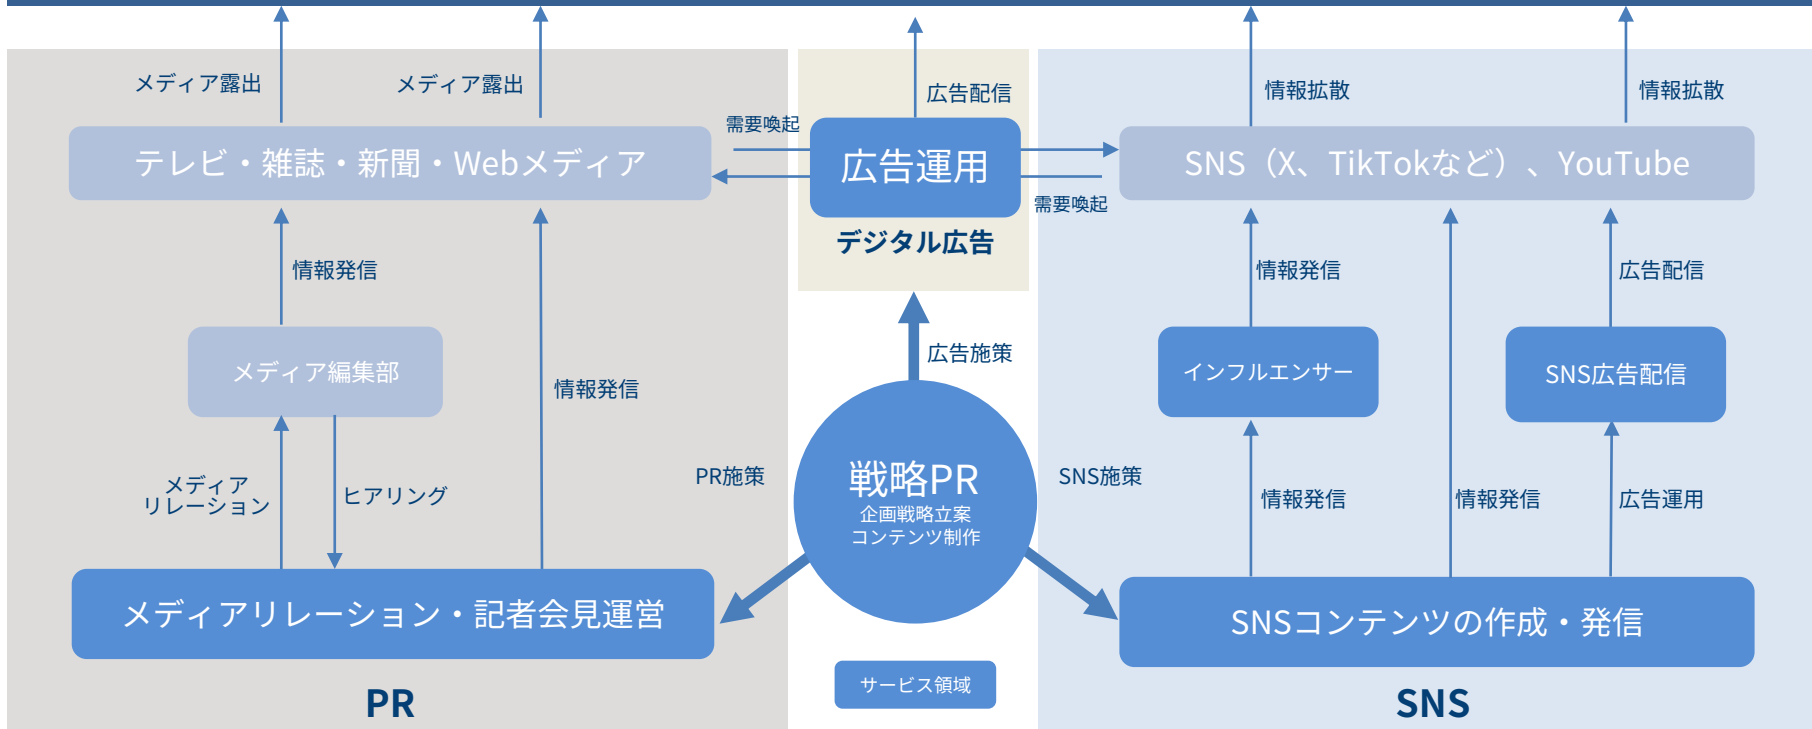 メディア露出
メディア露出
広告配信
情報拡散
情報拡散
需要喚起
テレビ・雑誌・新聞・Webメディア
広告運用
SNS（X、TikTokなど）、YouTube
需要喚起
デジタル広告
情報発信
情報発信
広告配信
広告施策
メディア編集部
情報発信
インフルエンサー
SNS広告配信
メディア
リレーション
ヒアリング
PR施策
戦略PR
企画戦略立案
コンテンツ制作
SNS施策
情報発信
情報発信
広告運用
メディアリレーション・記者会見運営
SNSコンテンツの作成・発信
サービス領域
PR
SNS